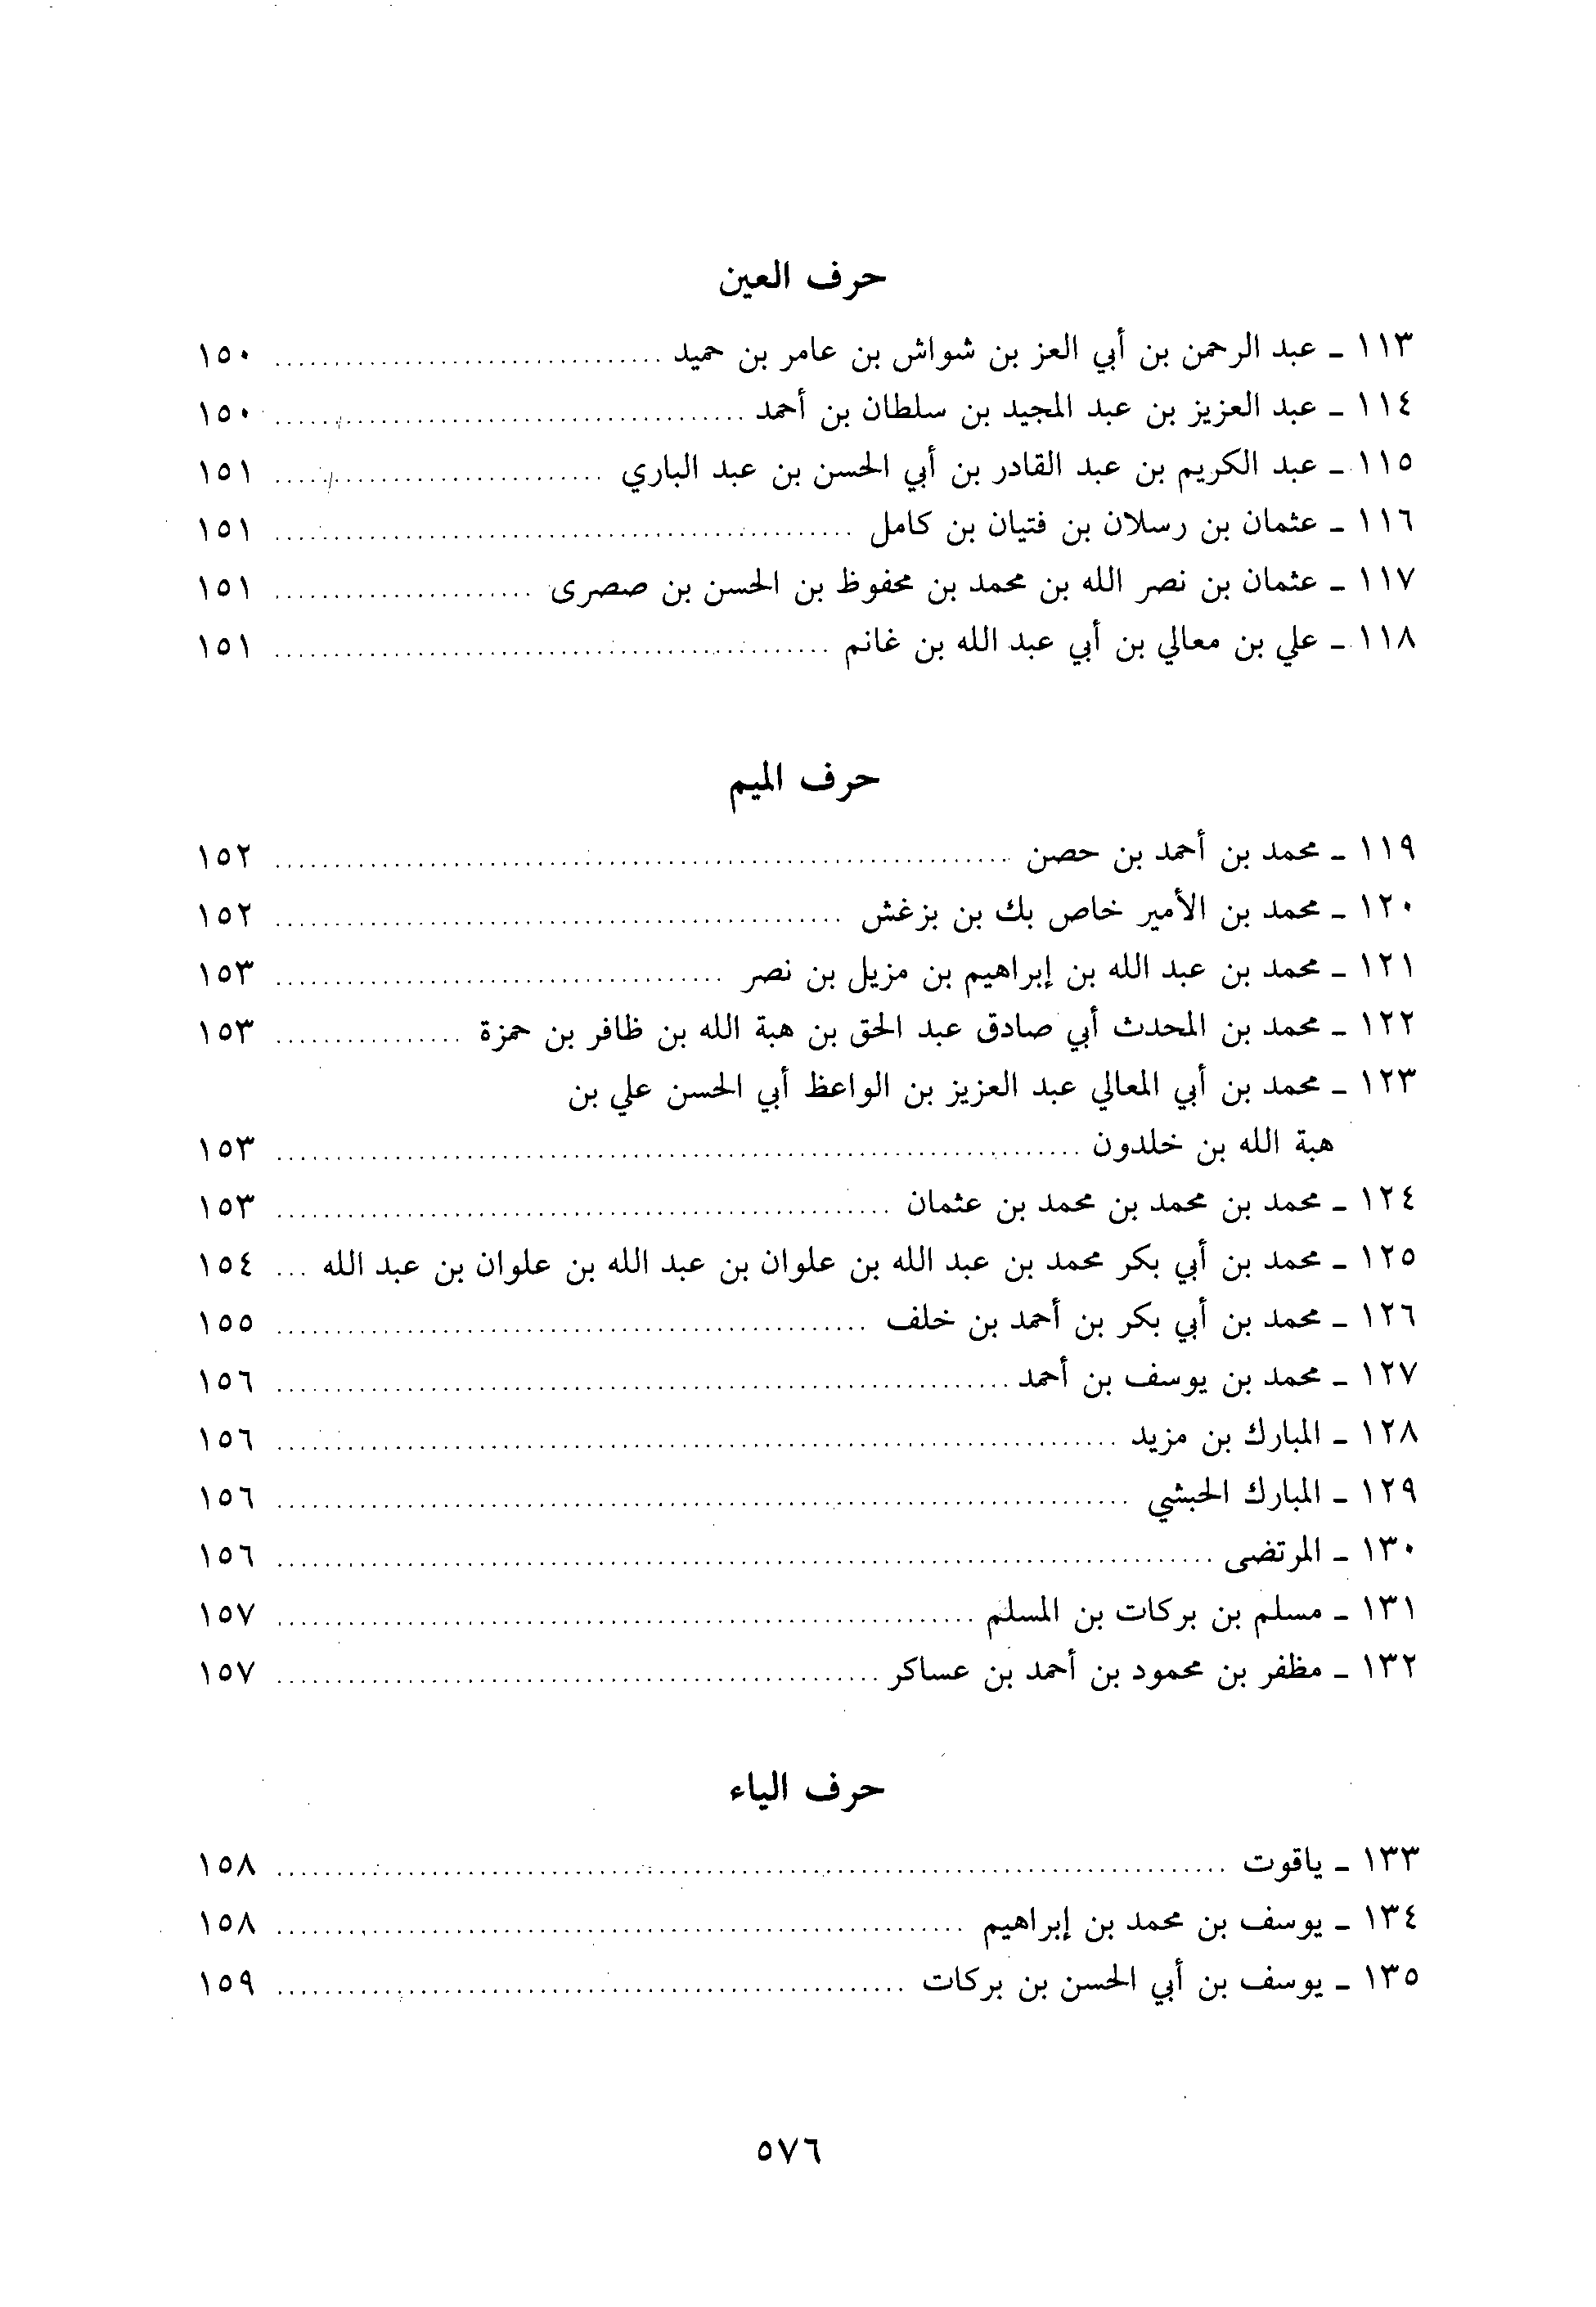 حرف العين
١١٣ ـ عبد الرحمن بن أبي العز بن شواش بن عامر بن حميد ................................ ١٥٠
١١٤ ـ عبد العزيز بن عبد المجيد بن سلطان بن أحمد ................................ ١٥٠
١١٥ ـ عبد الكريم بن عبد القادر بن أبي الحسن بن عبد الباري ................................ ١٥١
١١٦ ـ عثمان بن رسلان بن فتيان بن كامل ................................ ١٥١
١١٧ ـ عثمان بن نصر الله بن محمد بن محفوظ بن الحسن بن صصرى ................................ ١٥١
١١٨ ـ علي بن معالي بن أبي عبد الله بن غانم ................................ ١٥١
حرف الميم
١١٩ ـ محمد بن أحمد بن حصن ................................ ١٥٢
١٢٠ ـ محمد بن الأمير خاص بك بن بزغش ................................ ١٥٢
١٢١ ـ محمد بن عبد الله بن إبراهيم بن مزيل بن نصر ................................ ١٥٣
١٢٢ ـ محمد بن المحدث أبي صادق عبد الحق بن هبة الله بن ظافر بن حمزة ................ ١٥٣
١٢٣ ـ محمد بن أبي المعالي عبد العزيز بن الواعظ أبي الحسن علي بن
هبة الله بن خلدون ................................ ١٥٣
١٢٤ ـ محمد بن محمد بن محمد بن عثمان ................................ ١٥٣
١٢٥ ـ محمد بن أبي بكر محمد بن عبد الله بن علوان بن عبد الله بن علوان بن عبد الله ... ١٥٤
١٢٦ ـ محمد بن أبي بكر بن أحمد بن خلف ................................ ١٥٥
١٢٧ ـ محمد بن يوسف بن أحمد ................................ ١٥٦
١٢٨ ـ المبارك بن مزيد ................................ ١٥٦
١٢٩ ـ المبارك الحبشي ................................ ١٥٦
١٣٠ ـ المرتضى ................................ ١٥٦
١٣١ ـ مسلم بن بركات بن المسلم ................................ ١٥٧
١٣٢ ـ مظفر بن محمود بن أحمد بن عساكر ................................ ١٥٧
حرف الياء
١٣٣ ـ ياقوت ................................ ١٥٨
١٣٤ ـ يوسف بن محمد بن إبراهيم ................................ ١٥٨
١٣٥ ـ يوسف بن أبي الحسن بن بركات ................................ ١٥٩
٥٧٦